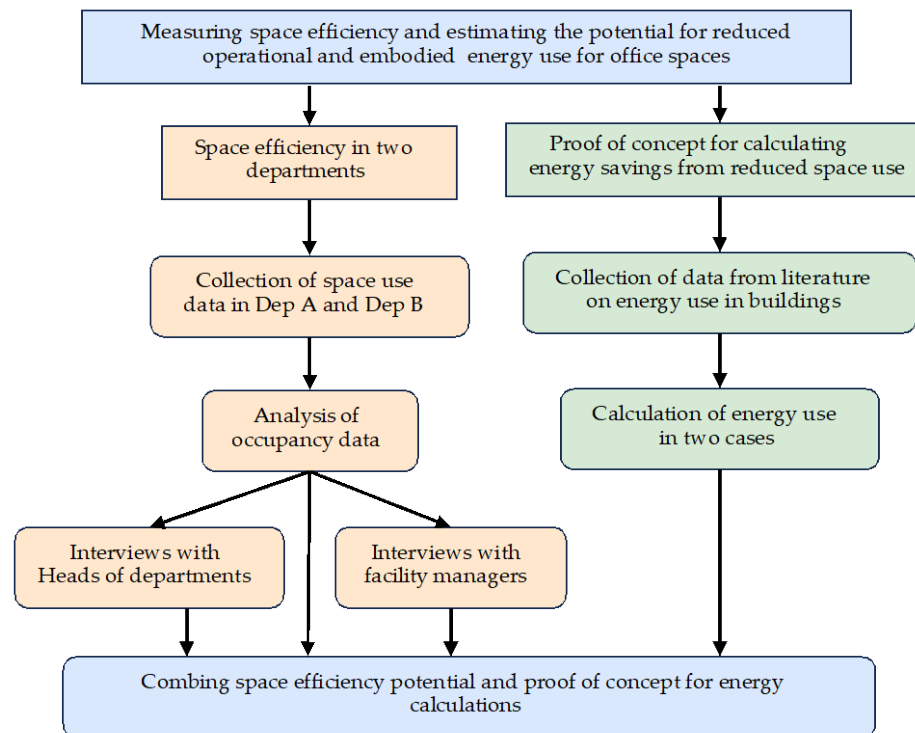 Measuring space efficiency and estimating the potential for reduced
operational and embodied energy use for office spaces
Space efficiency in two
departments
Proof of concept for calculating
energy savings from reduced space use
Collection of space use
data in Dep A and Dep B
Collection of data from literature
on energy use in buildings
Analysis of
occupancy data
Calculation of energy use
in two cases
Interviews with
Heads of departments
Interviews with
facility managers
Combing space efficiency potential and proof of concept for energy
calculations